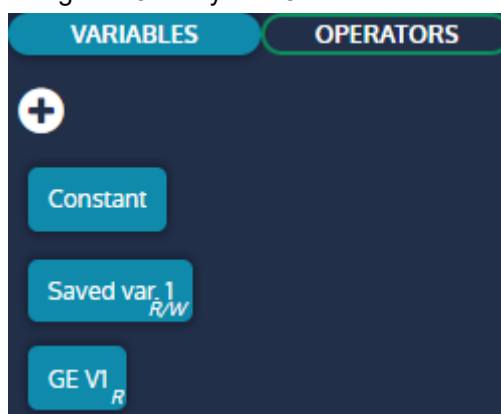 VARIABLES OPERATORS
Constant
Saved var. 1
R/W
GE V1
R